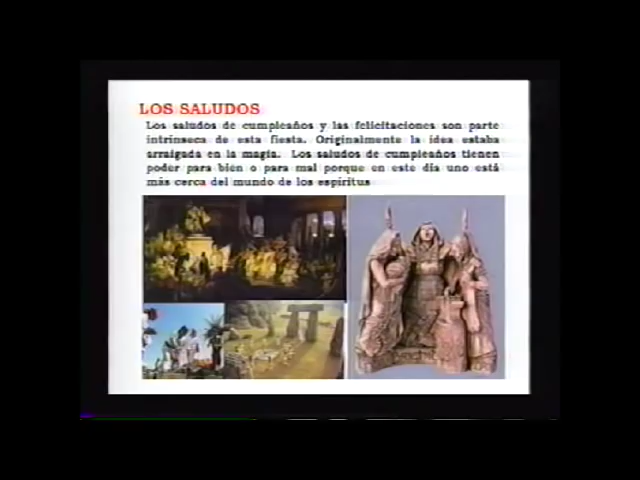 LOS SALUDOS
Los saludos de cumpleaños y las felicitaciones son parte
intrínseca de esta fiesta. Originalmente la idea estaba
arraigada en la magia. Los saludos de cumpleaños tienen
poder para bien o para mal porque en este día uno está
más cerca del mundo de los espíritus